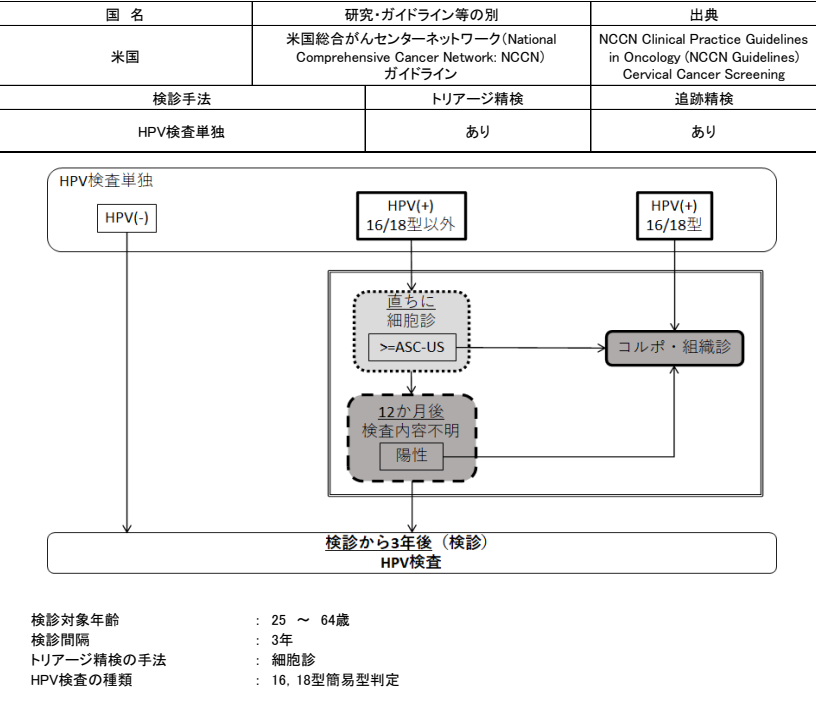 国 名
研究・ガイドライン等の別
出典
米国
米国総合がんセンターネットワーク（National
Comprehensive Cancer Network: NCCN）
ガイドライン
NCCN Clinical Practice Guidelines
in Oncology (NCCN Guidelines)
Cervical Cancer Screening
検診手法
トリアージ精検
追跡精検
HPV検査単独
あり
あり
HPV検査単独
HPV(-)
HPV(+)
16/18型以外
HPV(+)
16/18型
直ちに
細胞診
>=ASC-US
コルポ・組織診
12か月後
検査内容不明
陽性
検診から3年後（検診）
HPV検査
検診対象年齢 : 25 ～ 64歳
検診間隔 : 3年
トリアージ精検の手法 : 細胞診
HPV検査の種類 : 16, 18型簡易型判定